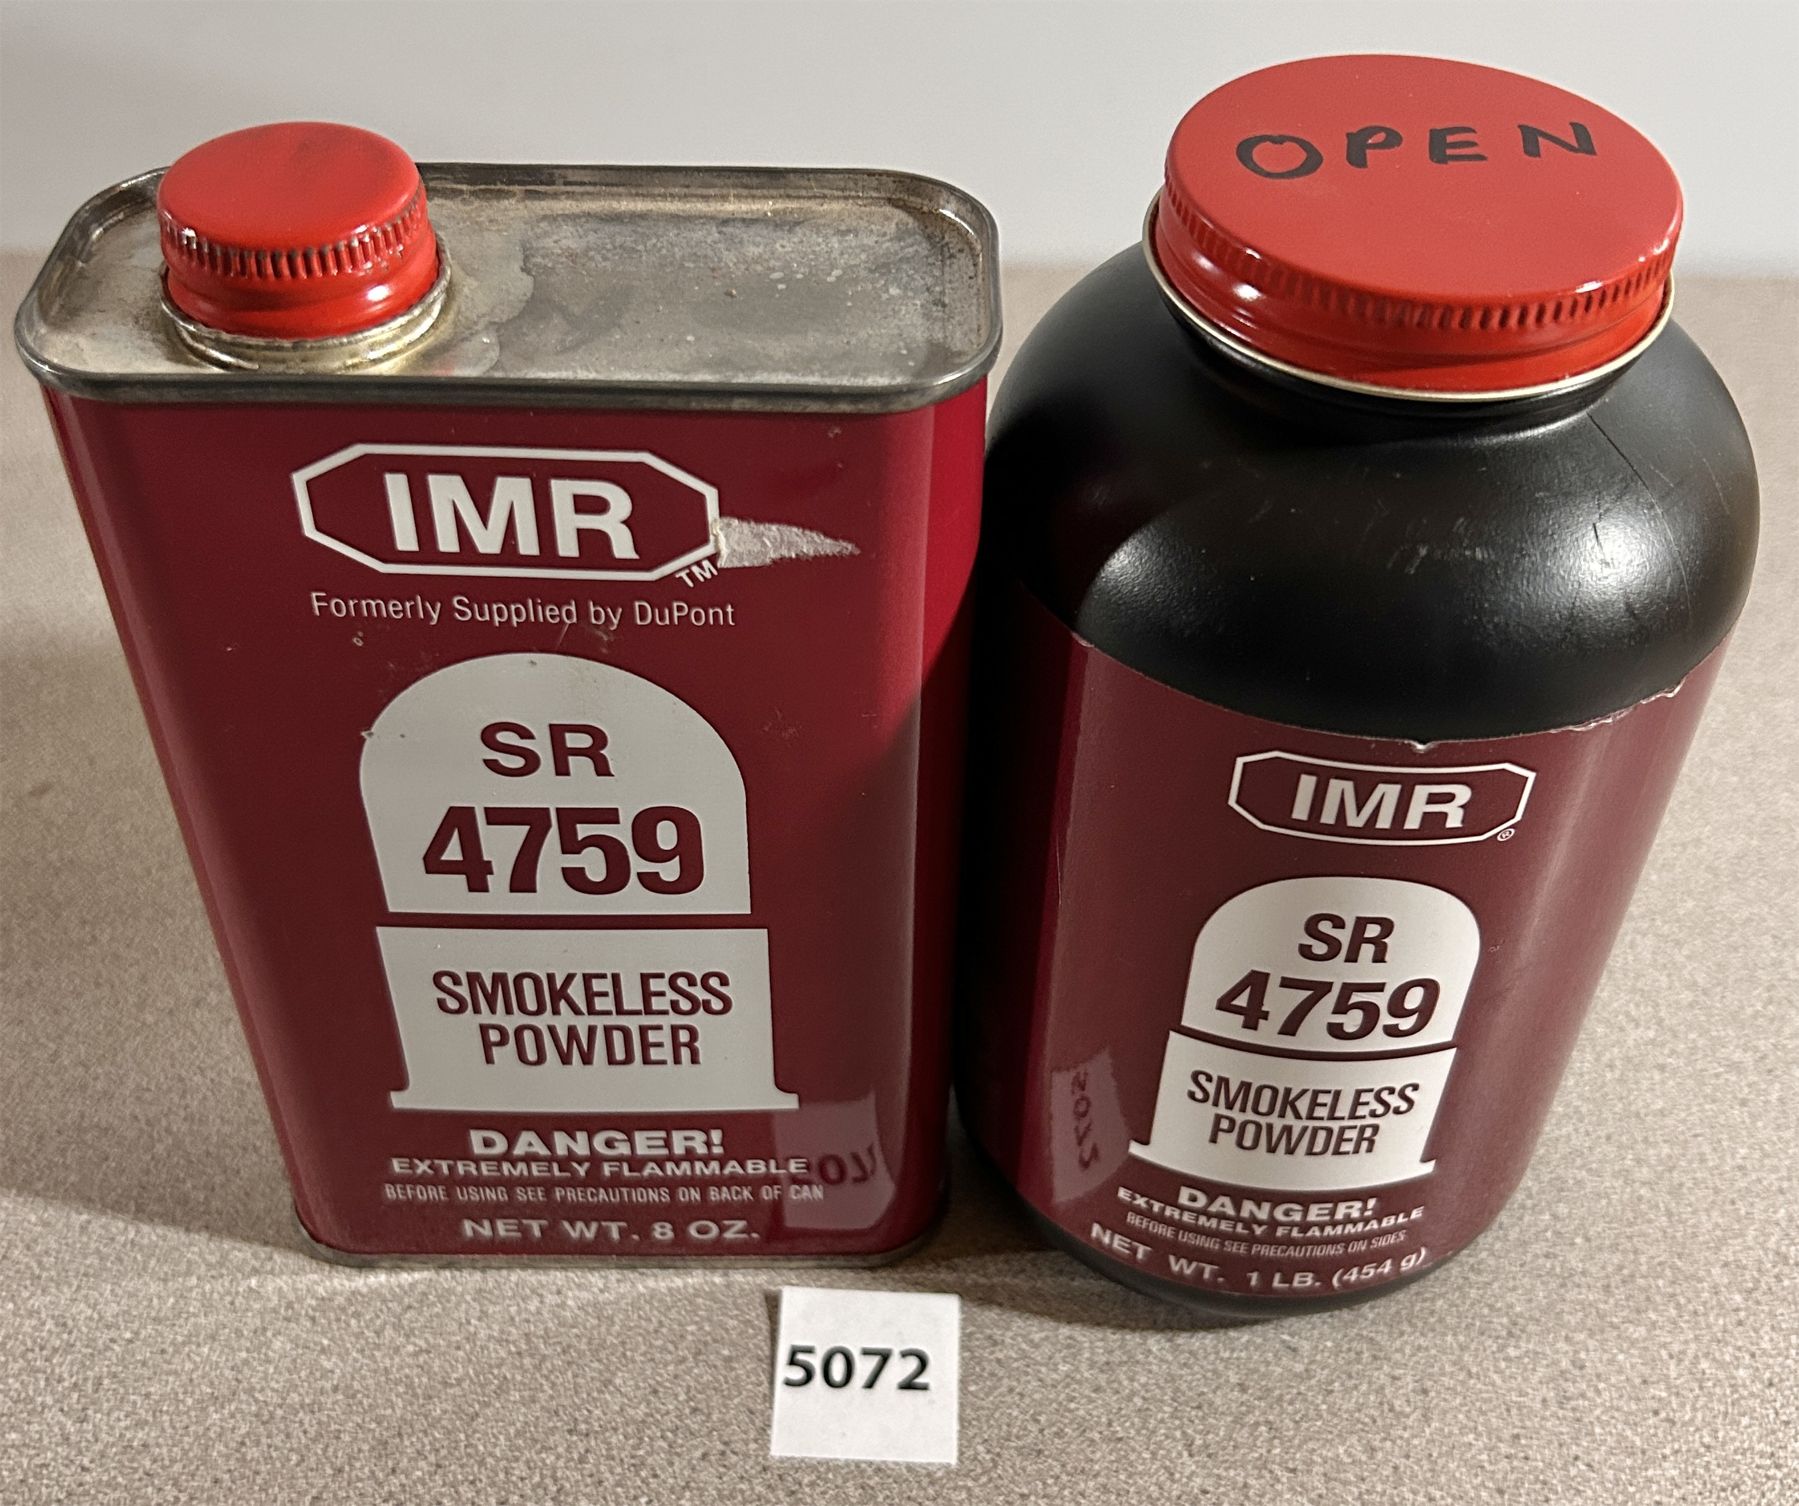 IMR
TM
Formerly Supplied by DuPont
SR
4759
SMOKELESS
POWDER
DANGER!
EXTREMELY FLAMMABLE
BEFORE USING SEE PRECAUTIONS ON BACK OF CAN
NET WT. 8 OZ.
OPEN
IMR
®
SR
4759
SMOKELESS
POWDER
DANGER!
EXTREMELY FLAMMABLE
BEFORE USING SEE PRECAUTIONS ON SIDES
NET WT. 1 LB. (454 g)
5072